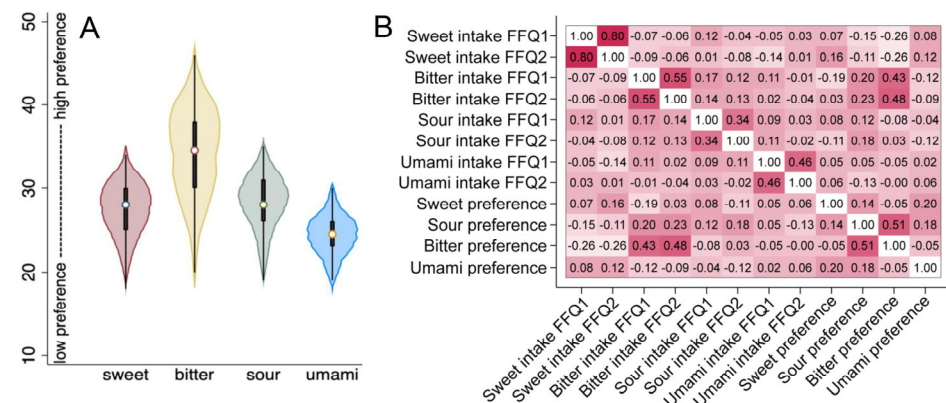 A
50
40
30
20
10
low preference ---------------- high preference
sweet bitter sour umami
B
Sweet intake FFQ1 1.00 0.80 -0.07 -0.06 0.12 -0.04 -0.05 0.03 0.07 -0.15 -0.26 0.08
Sweet intake FFQ2 0.80 1.00 -0.09 -0.06 0.01 -0.08 -0.14 0.01 0.16 -0.11 -0.26 0.12
Bitter intake FFQ1 -0.07 -0.09 1.00 0.55 0.17 0.12 0.11 -0.01 -0.19 0.20 0.43 -0.12
Bitter intake FFQ2 -0.06 -0.06 0.55 1.00 0.14 0.13 0.02 -0.04 0.03 0.23 0.48 -0.09
Sour intake FFQ1 0.12 0.01 0.17 0.14 1.00 0.34 0.09 0.03 0.08 0.12 -0.08 -0.04
Sour intake FFQ2 -0.04 -0.08 0.12 0.13 0.34 1.00 0.11 -0.02 -0.11 0.18 0.03 -0.12
Umami intake FFQ1 -0.05 -0.14 0.11 0.02 0.09 0.11 1.00 0.46 0.05 0.05 -0.05 0.02
Umami intake FFQ2 0.03 0.01 -0.01 -0.04 0.03 -0.02 0.46 1.00 0.06 -0.13 -0.00 0.06
Sweet preference 0.07 0.16 -0.19 0.03 0.08 -0.11 0.05 0.06 1.00 0.14 -0.05 0.20
Sour preference -0.15 -0.11 0.20 0.23 0.12 0.18 0.05 -0.13 0.14 1.00 0.51 0.18
Bitter preference -0.26 -0.26 0.43 0.48 -0.08 0.03 -0.05 -0.00 -0.05 0.51 1.00 -0.05
Umami preference 0.08 0.12 -0.12 -0.09 -0.04 -0.12 0.02 0.06 0.20 0.18 -0.05 1.00
Sweet intake FFQ1
Sweet intake FFQ2
Bitter intake FFQ1
Bitter intake FFQ2
Sour intake FFQ1
Sour intake FFQ2
Umami intake FFQ1
Umami intake FFQ2
Sweet preference
Sour preference
Bitter preference
Umami preference